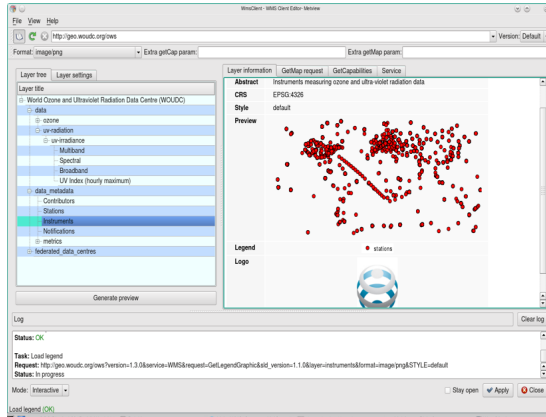 WmsClient - WMS Client Editor - Metview
File View Help
http://geo.woudc.org/ows
Version: Default
Format: image/png
Extra getCap param:
Extra getMap param:
Layer tree Layer settings
Layer title
World Ozone and Ultraviolet Radiation Data Centre (WOUDC)
data
ozone
uv-radiation
uv-irradiance
Multiband
Spectral
Broadband
UV Index (hourly maximum)
data_metadata
Contributors
Stations
Instruments
Notifications
metrics
federated_data_centres
Generate preview
Layer information GetMap request GetCapabilities Service
Abstract Instruments measuring ozone and ultra-violet radiation data
CRS EPSG:4326
Style default
Preview
Legend stations
Logo
Log Clear log
Status: OK
Task: Load legend
Request: http://geo.woudc.org/ows?version=1.3.0&service=WMS&request=GetLegendGraphic&sld_version=1.1.0&layer=instruments&format=image/png&STYLE=default
Status: In progress
Mode: Interactive
Stay open Apply Close
Load legend (OK)